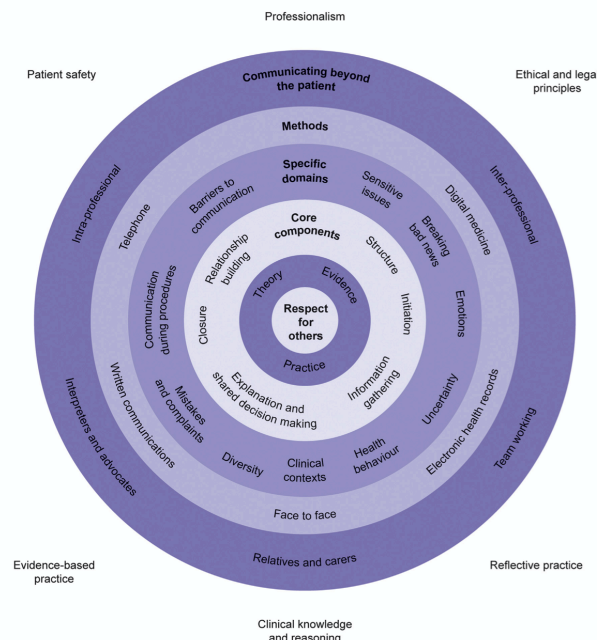 Professionalism
Patient safety
Ethical and lega
principles
Communicating beyond
the patient
Intra-professional
Inter-professional
Interpreters and advocates
Team working
Relatives and carers
Methods
Telephone
Digital medicine
Written communications
Electronic health records
Face to face
Specific
domains
Barriers to
communication
Sensitive
issues
Breaking
bad news
Communication
during procedures
Emotions
Mistakes
and complaints
Uncertainty
Diversity
Clinical
contexts
Health
behaviour
Core
components
Relationship
building
Structure
Closure
Initiation
Explanation and
shared decision making
Information
gathering
Theory
Evidence
Practice
Respect
for
others
Evidence-based
practice
Reflective practice
Clinical knowledge
and reasoning